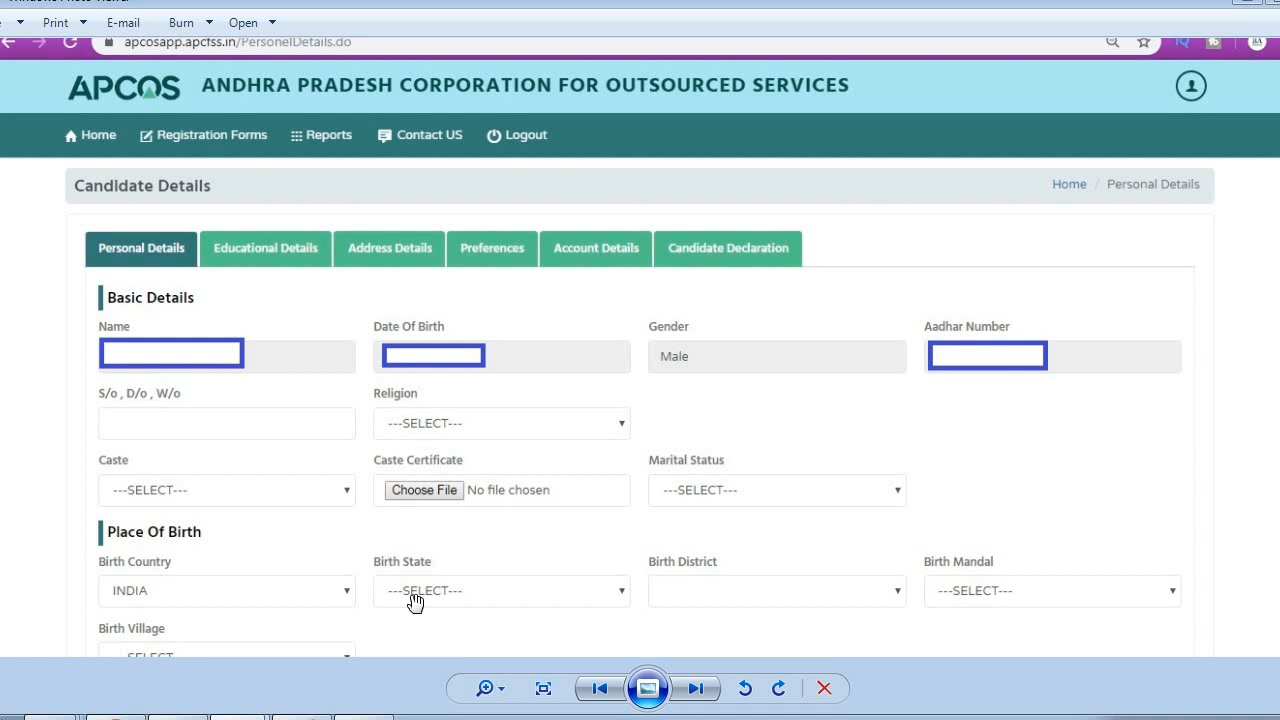 Print E-mail Burn Open
apcosapp.apcfss.in/PersonelDetails.do
APCOS ANDHRA PRADESH CORPORATION FOR OUTSOURCED SERVICES
Home Registration Forms Reports Contact US Logout
Candidate Details Home / Personal Details
Personal Details Educational Details Address Details Preferences Account Details Candidate Declaration
Basic Details
Name Date Of Birth Gender Aadhar Number
Male
S/o , D/o , W/o Religion
---SELECT---
Caste Caste Certificate Marital Status
---SELECT--- Choose File No file chosen ---SELECT---
Place Of Birth
Birth Country Birth State Birth District Birth Mandal
INDIA ---SELECT--- ---SELECT---
Birth Village
---SELECT---